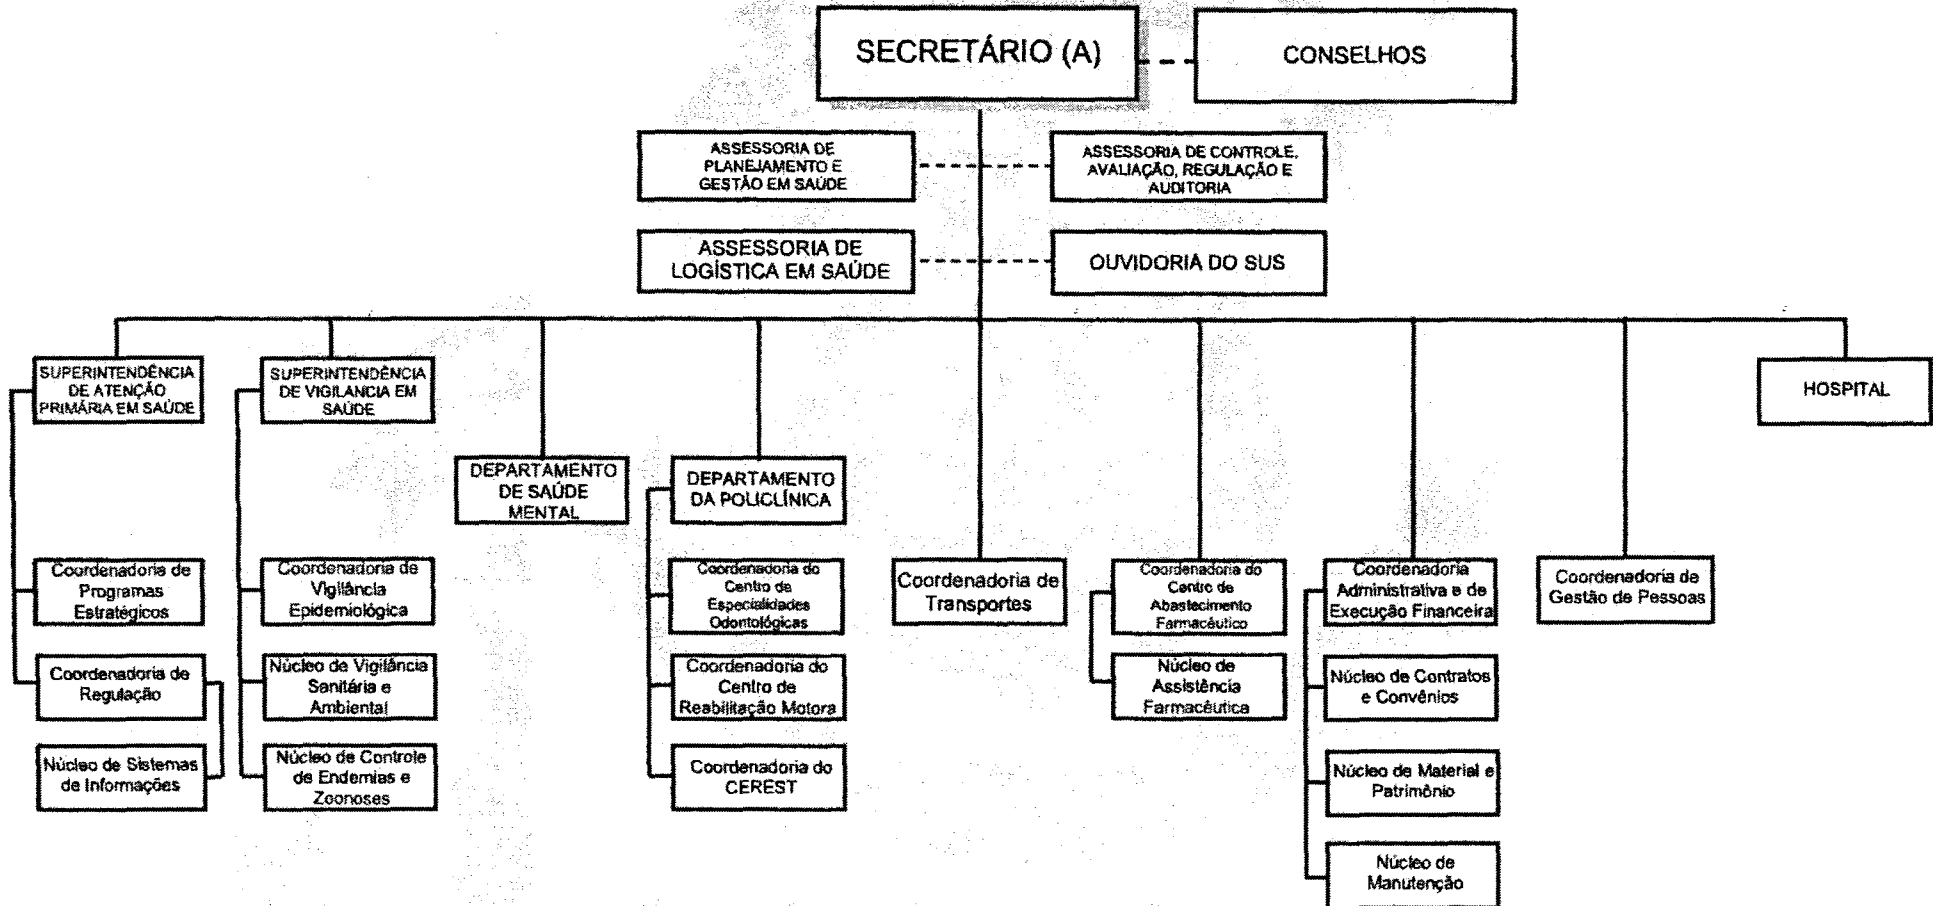 SECRETÁRIO (A)
CONSELHOS
ASSESSORIA DE
PLANEJAMENTO E
GESTÃO EM SAÚDE
ASSESSORIA DE CONTROLE,
AVALIAÇÃO, REGULAÇÃO E
AUDITORIA
ASSESSORIA DE
LOGÍSTICA EM SAÚDE
OUVIDORIA DO SUS
SUPERINTENDÊNCIA
DE ATENÇÃO
PRIMÁRIA EM SAÚDE
SUPERINTENDÊNCIA
DE VIGILANCIA EM
SAÚDE
HOSPITAL
DEPARTAMENTO
DE SAÚDE
MENTAL
DEPARTAMENTO
DA POLICLÍNICA
Coordenadoria de
Programas
Estratégicos
Coordenadoria de
Vigilância
Epidemiológica
Coordenadoria do
Centro de
Especialidades
Odontológicas
Coordenadoria de
Transportes
Coordenadoria do
Centro de
Abastecimento
Farmacêutico
Coordenadoria
Administrativa e de
Execução Financeira
Coordenadoria de
Gestão de Pessoas
Coordenadoria de
Regulação
Núcleo de Vigilância
Sanitária e
Ambiental
Coordenadoria do
Centro de
Reabilitação Motora
Núcleo de
Assistência
Farmacêutica
Núcleo de Contratos
e Convênios
Núcleo de Sistemas
de Informações
Núcleo de Controle
de Endemias e
Zoonoses
Coordenadoria do
CEREST
Núcleo de Material e
Patrimônio
Núcleo de
Manutenção